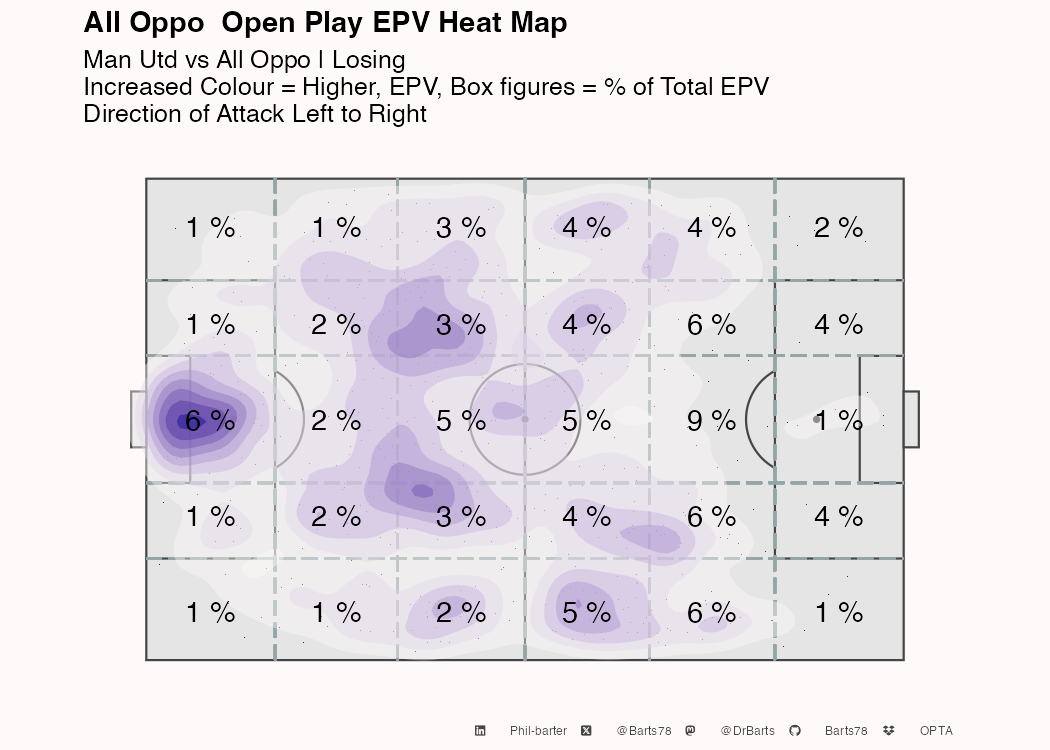 All Oppo  Open Play EPV Heat Map
Man Utd vs All Oppo | Losing
Increased Colour = Higher, EPV, Box figures = % of Total EPV
Direction of Attack Left to Right
1 % 1 % 3 % 4 % 4 % 2 %
1 % 2 % 3 % 4 % 6 % 4 %
6 % 2 % 5 % 5 % 9 % 1 %
1 % 2 % 3 % 4 % 6 % 4 %
1 % 1 % 2 % 5 % 6 % 1 %
Phil-barter @Barts78 @DrBarts Barts78 OPTA